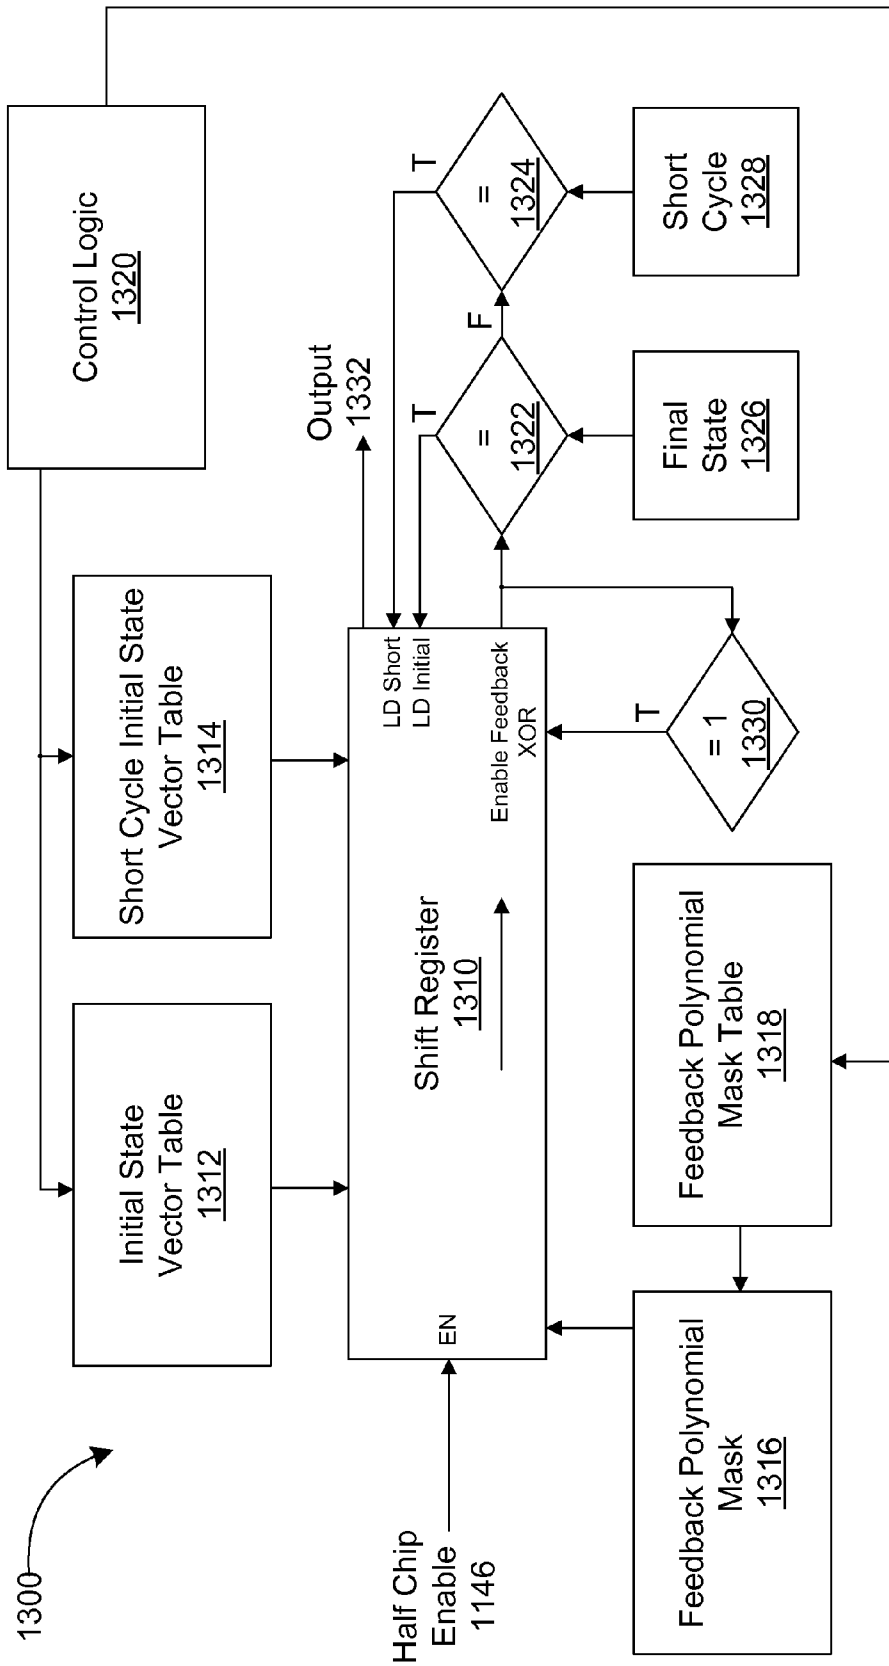 1300
Control Logic
1320
Initial State
Vector Table
1312
Short Cycle Initial State
Vector Table
1314
Output
1332
Half Chip
Enable
1146
EN
Shift Register
1310
LD Short
LD Initial
Enable Feedback
XOR
T
=
1322
F
T
=
1324
T
= 1
1330
Final
State
1326
Short
Cycle
1328
Feedback Polynomial
Mask
1316
Feedback Polynomial
Mask Table
1318